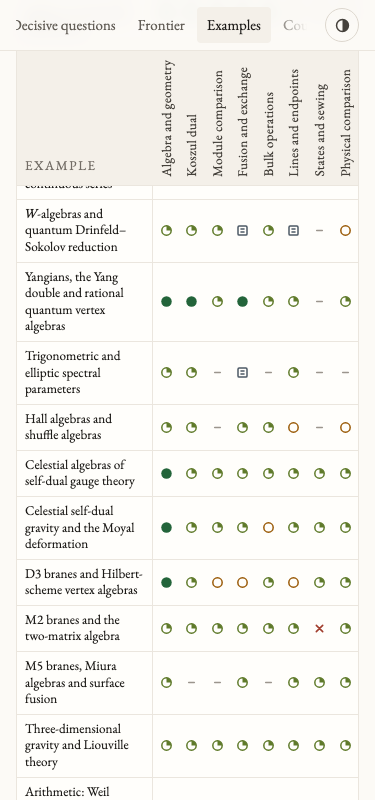 Decisive questions Frontier Examples
EXAMPLE
Algebra and geometry
Koszul dual
Module comparison
Fusion and exchange
Bulk operations
Lines and endpoints
States and sewing
Physical comparison
continuous series
W-algebras and
quantum Drinfeld–
Sokolov reduction
Yangians, the Yang
double and rational
quantum vertex
algebras
Trigonometric and
elliptic spectral
parameters
Hall algebras and
shuffle algebras
Celestial algebras of
self-dual gauge theory
Celestial self-dual
gravity and the Moyal
deformation
D3 branes and Hilbert-
scheme vertex algebras
M2 branes and the
two-matrix algebra
M5 branes, Miura
algebras and surface
fusion
Three-dimensional
gravity and Liouville
theory
Arithmetic: Weil